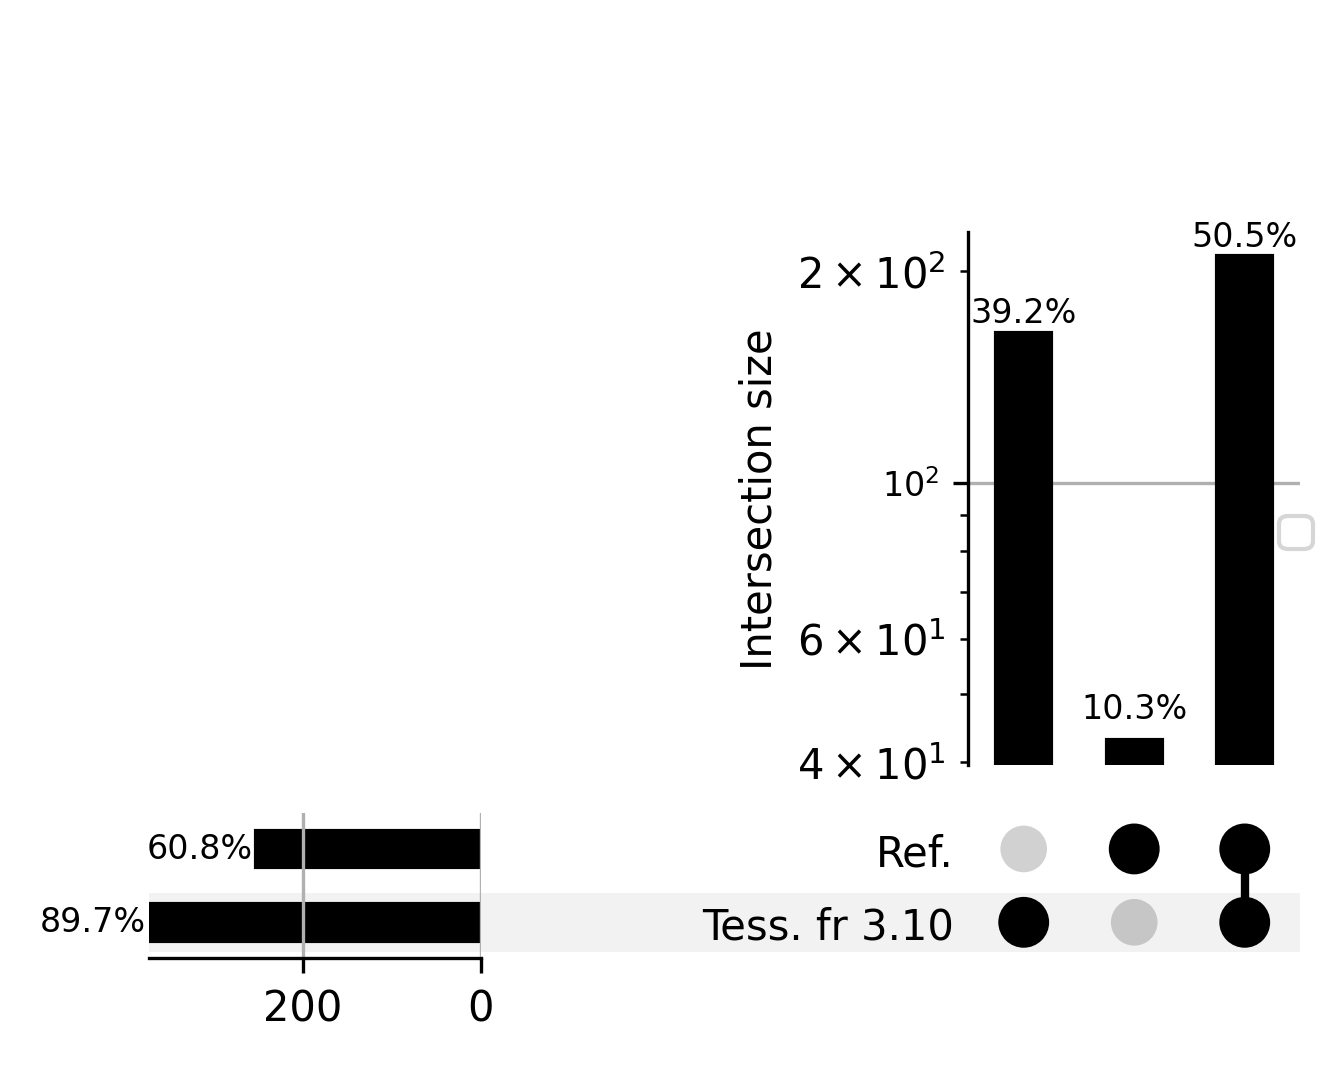 50.5%
2 × 10²
39.2%
Intersection size
10²
6 × 10¹
10.3%
4 × 10¹
60.8%
Ref.
89.7%
Tess. fr 3.10
200 0